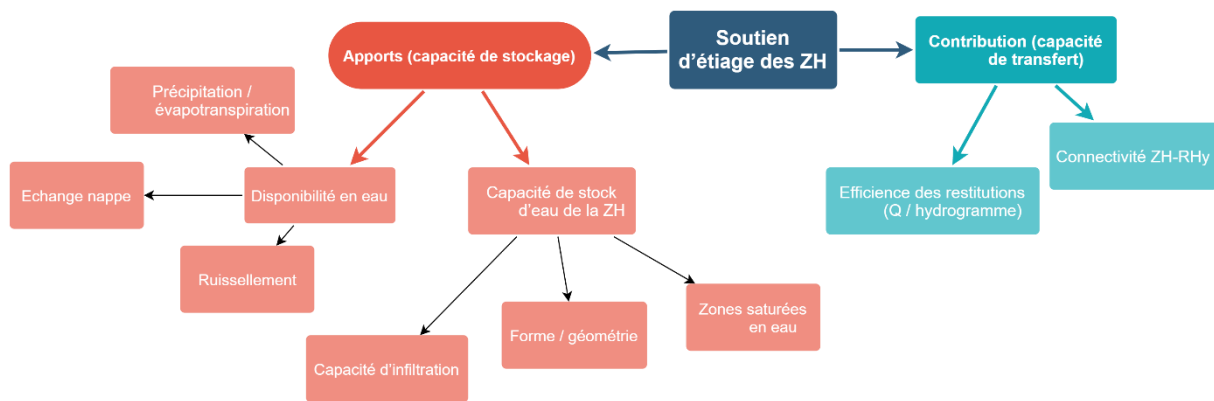 Soutien
d’étiage des ZH
Apports (capacité de stockage)
Contribution (capacité
de transfert)
Précipitation /
évapotranspiration
Echange nappe
Disponibilité en eau
Ruissellement
Capacité de stock
d’eau de la ZH
Capacité d’infiltration
Forme / géométrie
Zones saturées
en eau
Efficience des restitutions
(Q / hydrogramme)
Connectivité ZH-RHy